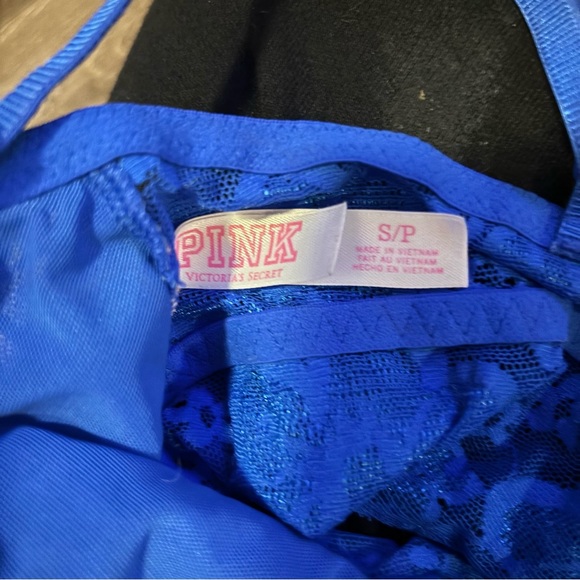 PINK
VICTORIA'S SECRET
S/P
MADE IN VIETNAM
FAIT AU VIETNAM
HECHO EN VIETNAM